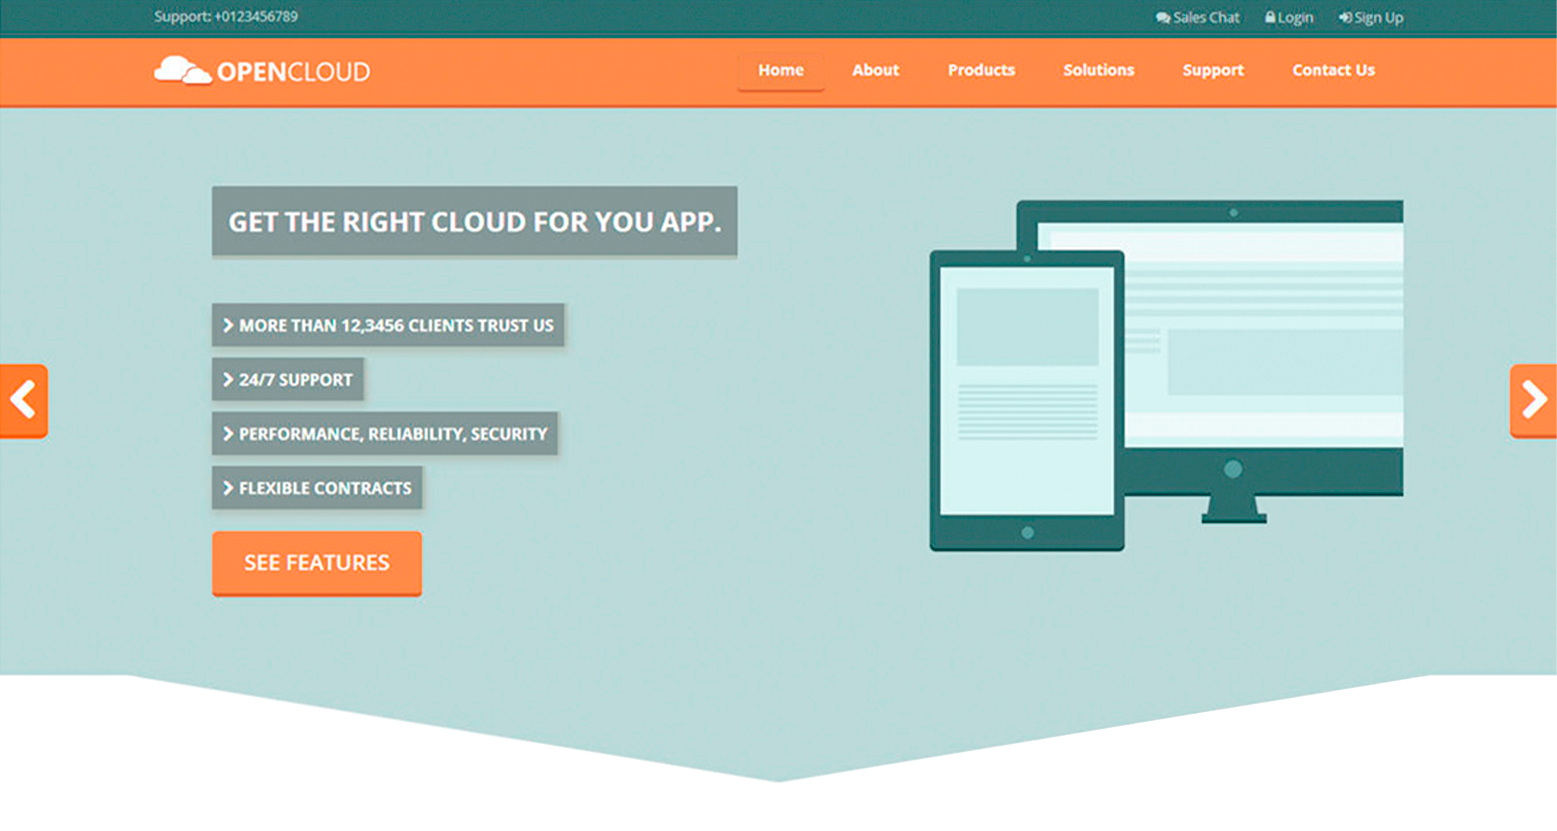 Support: +0123456789
Sales Chat Login Sign Up
OPENCLOUD
Home About Products Solutions Support Contact Us
GET THE RIGHT CLOUD FOR YOU APP.
MORE THAN 12,3456 CLIENTS TRUST US
24/7 SUPPORT
PERFORMANCE, RELIABILITY, SECURITY
FLEXIBLE CONTRACTS
SEE FEATURES